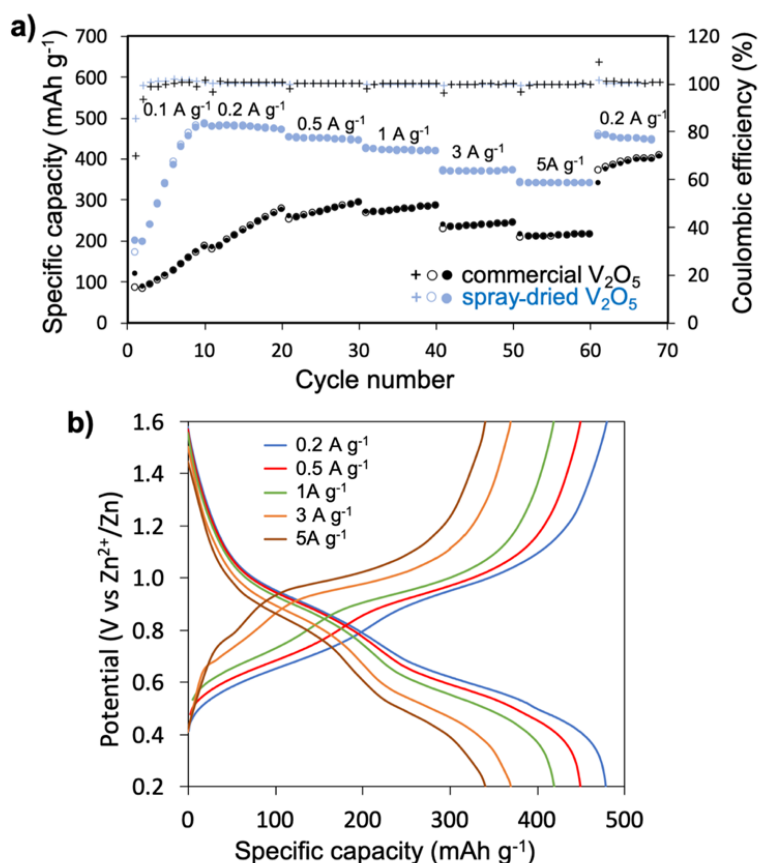 a)
Specific capacity (mAh g⁻¹)
700
600
500
400
300
200
100
0
120
100
80
60
40
20
0
Coulombic efficiency (%)
0.1 A g⁻¹
0.2 A g⁻¹
0.5 A g⁻¹
1 A g⁻¹
3 A g⁻¹
5A g⁻¹
0.2 A g⁻¹
+ ○ ● commercial V₂O₅
+ ○ ● spray-dried V₂O₅
0 10 20 30 40 50 60 70
Cycle number
b)
Potential (V vs Zn²⁺/Zn)
1.6
1.4
1.2
1.0
0.8
0.6
0.4
0.2
0.2 A g⁻¹
0.5 A g⁻¹
1A g⁻¹
3 A g⁻¹
5A g⁻¹
0 100 200 300 400 500
Specific capacity (mAh g⁻¹)